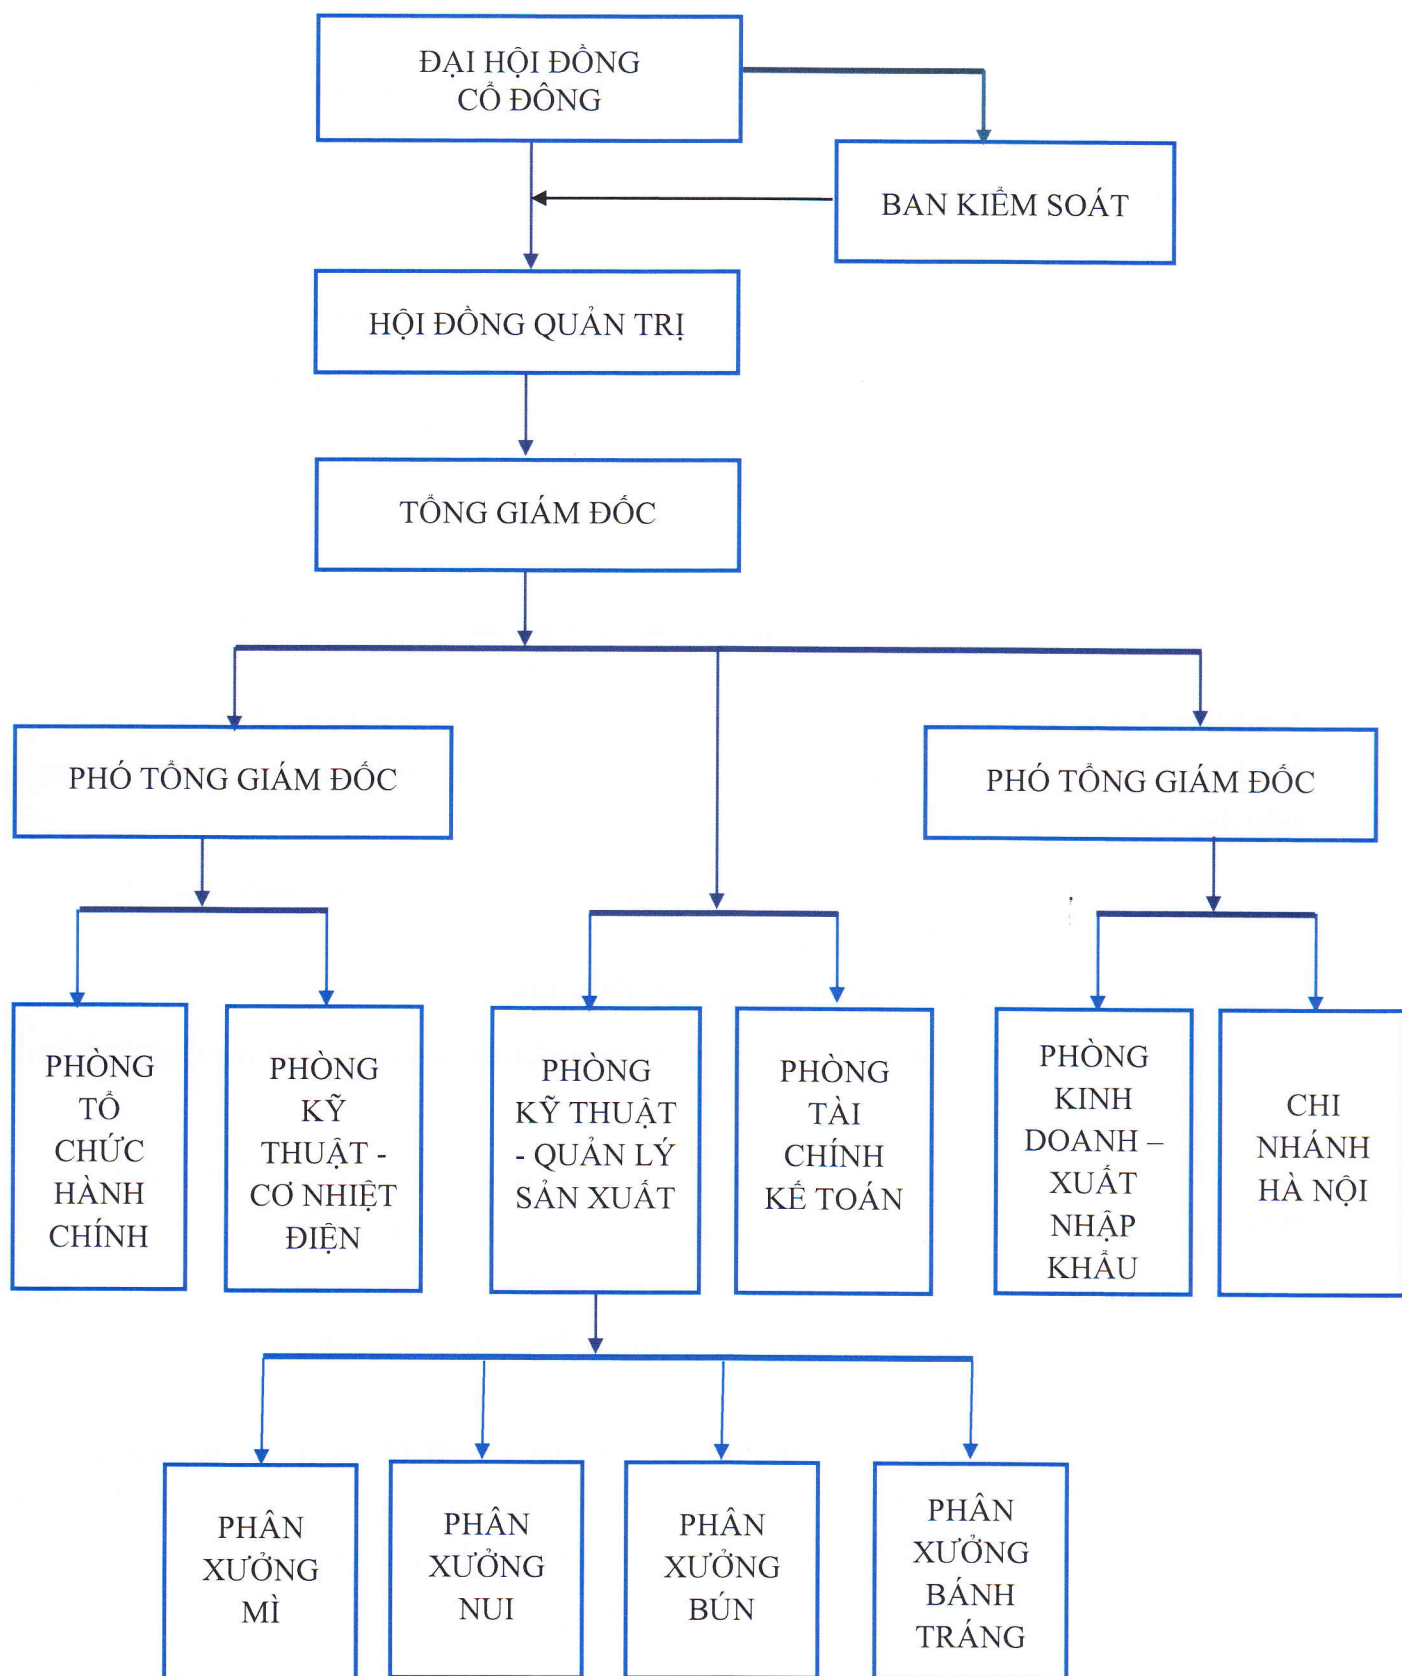 ĐẠI HỘI ĐỒNG
CỔ ĐÔNG
BAN KIỂM SOÁT
HỘI ĐỒNG QUẢN TRỊ
TỔNG GIÁM ĐỐC
PHÓ TỔNG GIÁM ĐỐC
PHÓ TỔNG GIÁM ĐỐC
PHÒNG
TỔ
CHỨC
HÀNH
CHÍNH
PHÒNG
KỸ
THUẬT -
CƠ NHIỆT
ĐIỆN
PHÒNG
KỸ THUẬT
- QUẢN LÝ
SẢN XUẤT
PHÒNG
TÀI
CHÍNH
KẾ TOÁN
PHÒNG
KINH
DOANH –
XUẤT
NHẬP
KHẨU
CHI
NHÁNH
HÀ NỘI
PHÂN
XƯỞNG
MÌ
PHÂN
XƯỞNG
NUI
PHÂN
XƯỞNG
BÚN
PHÂN
XƯỞNG
BÁNH
TRÁNG